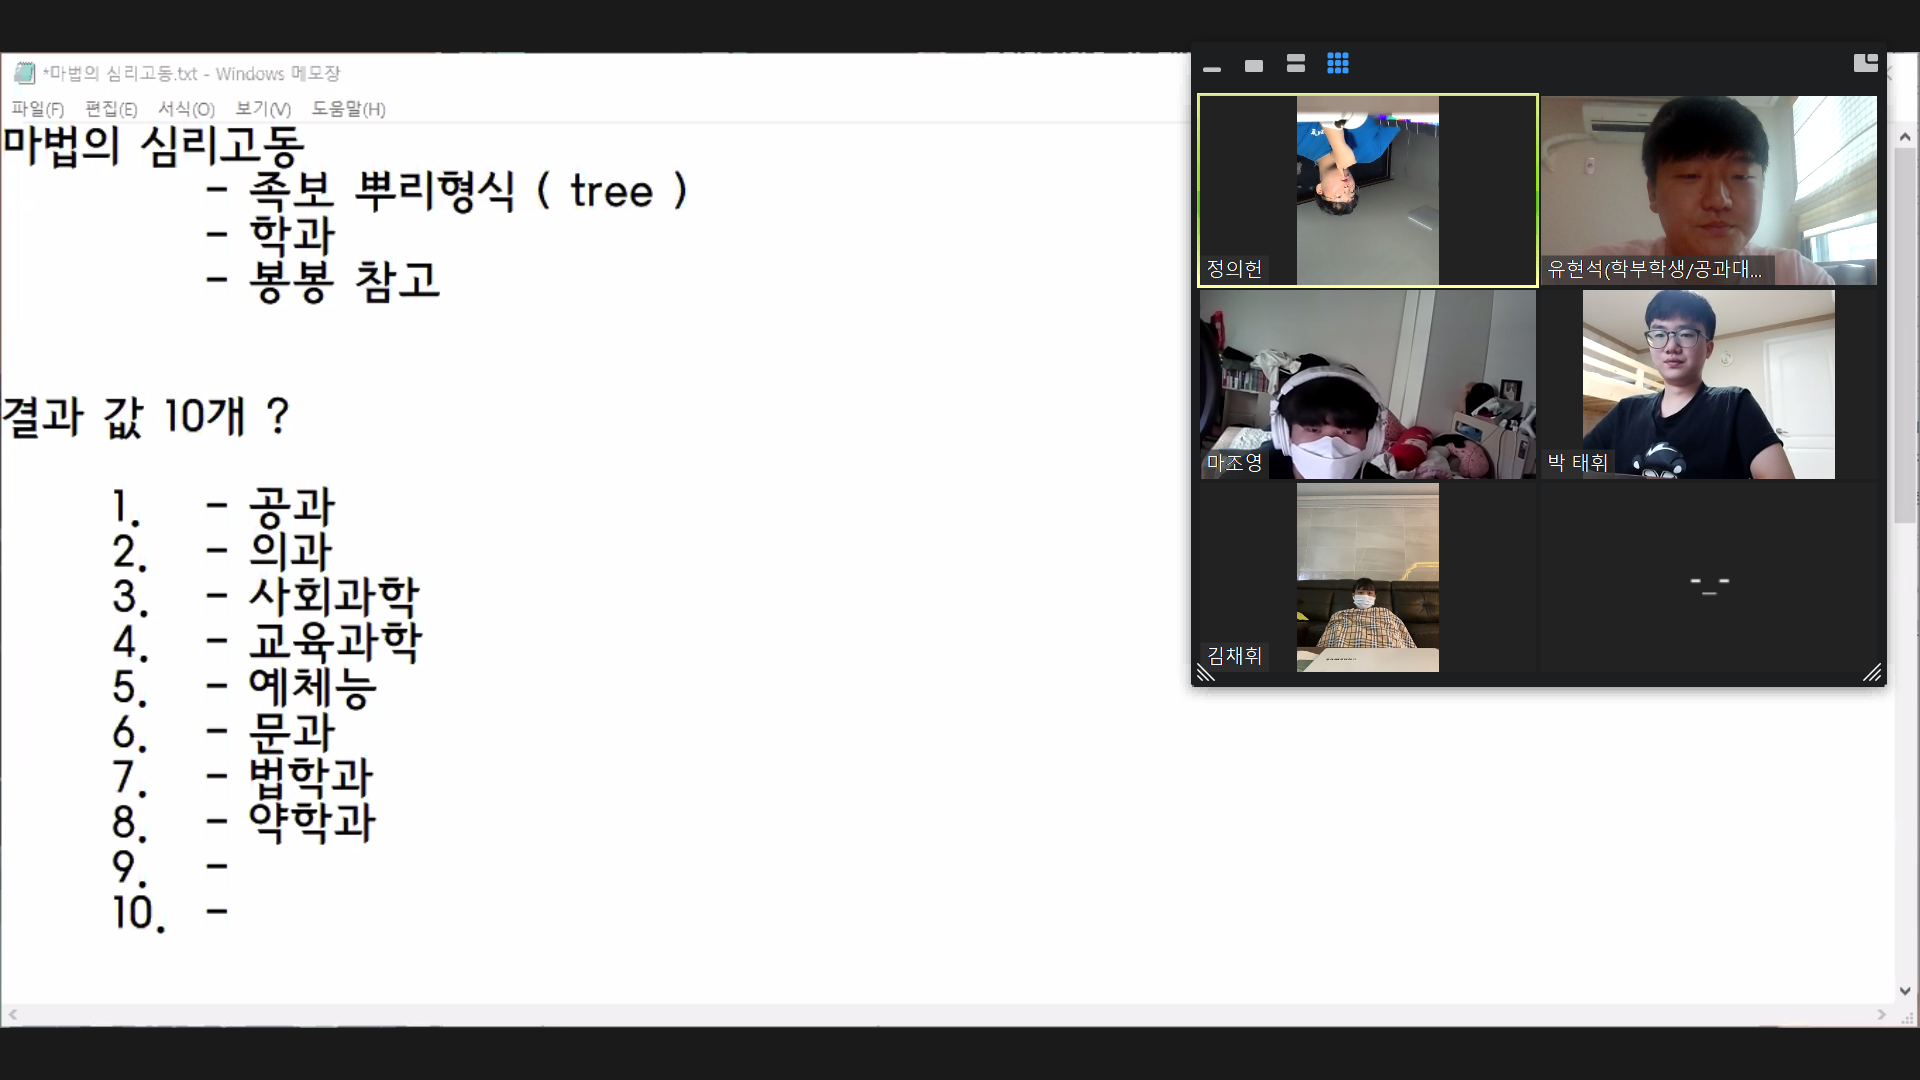 *마법의 심리고동.txt - Windows 메모장
파일(F) 편집(E) 서식(O) 보기(V) 도움말(H)
마법의 심리고동
- 족보 뿌리형식 ( tree )
- 학과
- 봉봉 참고
결과 값 10개 ?
1. - 공과
2. - 의과
3. - 사회과학
4. - 교육과학
5. - 예체능
6. - 문과
7. - 법학과
8. - 약학과
9. -
10. -
정의헌
유현석(학부학생/공과대...
마조영
박 태휘
김채휘
-_-